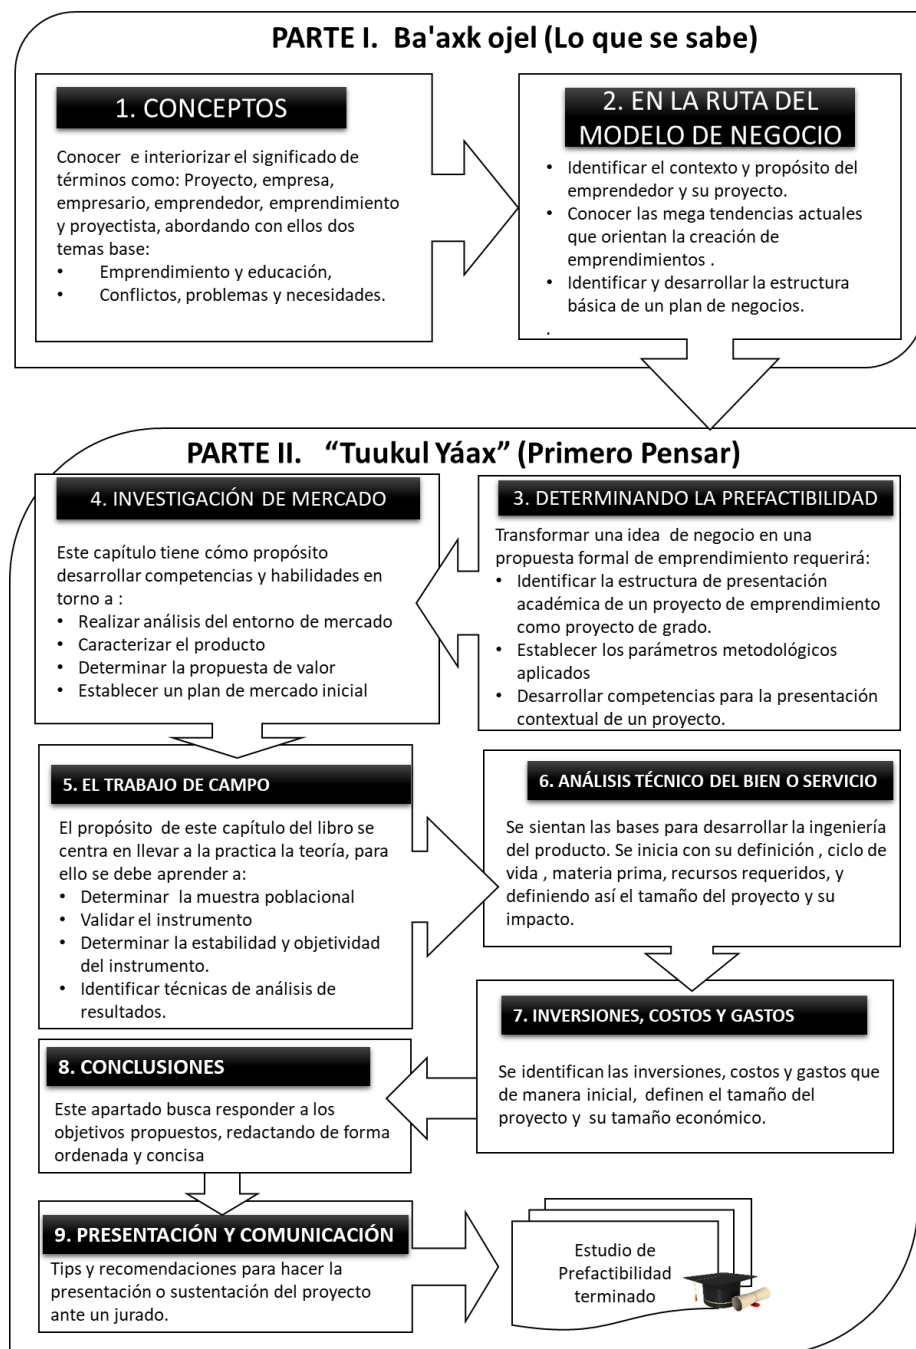 PARTE I. Ba'axk ojel (Lo que se sabe)
1. CONCEPTOS
Conocer e interiorizar el significado de
términos como: Proyecto, empresa,
empresario, emprendedor, emprendimiento
y proyectista, abordando con ellos dos
temas base:
• Emprendimiento y educación,
• Conflictos, problemas y necesidades.
2. EN LA RUTA DEL
MODELO DE NEGOCIO
• Identificar el contexto y propósito del
emprendedor y su proyecto.
• Conocer las mega tendencias actuales
que orientan la creación de
emprendimientos .
• Identificar y desarrollar la estructura
básica de un plan de negocios.
.
PARTE II. “Tuukul Yáax” (Primero Pensar)
3. DETERMINANDO LA PREFACTIBILIDAD
Transformar una idea de negocio en una
propuesta formal de emprendimiento requerirá:
• Identificar la estructura de presentación
académica de un proyecto de emprendimiento
como proyecto de grado.
• Establecer los parámetros metodológicos
aplicados
• Desarrollar competencias para la presentación
contextual de un proyecto.
4. INVESTIGACIÓN DE MERCADO
Este capítulo tiene cómo propósito
desarrollar competencias y habilidades en
torno a :
• Realizar análisis del entorno de mercado
• Caracterizar el producto
• Determinar la propuesta de valor
• Establecer un plan de mercado inicial
5. EL TRABAJO DE CAMPO
El propósito de este capítulo del libro se
centra en llevar a la practica la teoría, para
ello se debe aprender a:
• Determinar la muestra poblacional
• Validar el instrumento
• Determinar la estabilidad y objetividad
del instrumento.
• Identificar técnicas de análisis de
resultados.
6. ANÁLISIS TÉCNICO DEL BIEN O SERVICIO
Se sientan las bases para desarrollar la ingeniería
del producto. Se inicia con su definición , ciclo de
vida , materia prima, recursos requeridos, y
definiendo así el tamaño del proyecto y su
impacto.
7. INVERSIONES, COSTOS Y GASTOS
Se identifican las inversiones, costos y gastos que
de manera inicial, definen el tamaño del
proyecto y su tamaño económico.
8. CONCLUSIONES
Este apartado busca responder a los
objetivos propuestos, redactando de forma
ordenada y concisa
9. PRESENTACIÓN Y COMUNICACIÓN
Tips y recomendaciones para hacer la
presentación o sustentación del proyecto
ante un jurado.
Estudio de
Prefactibilidad
terminado